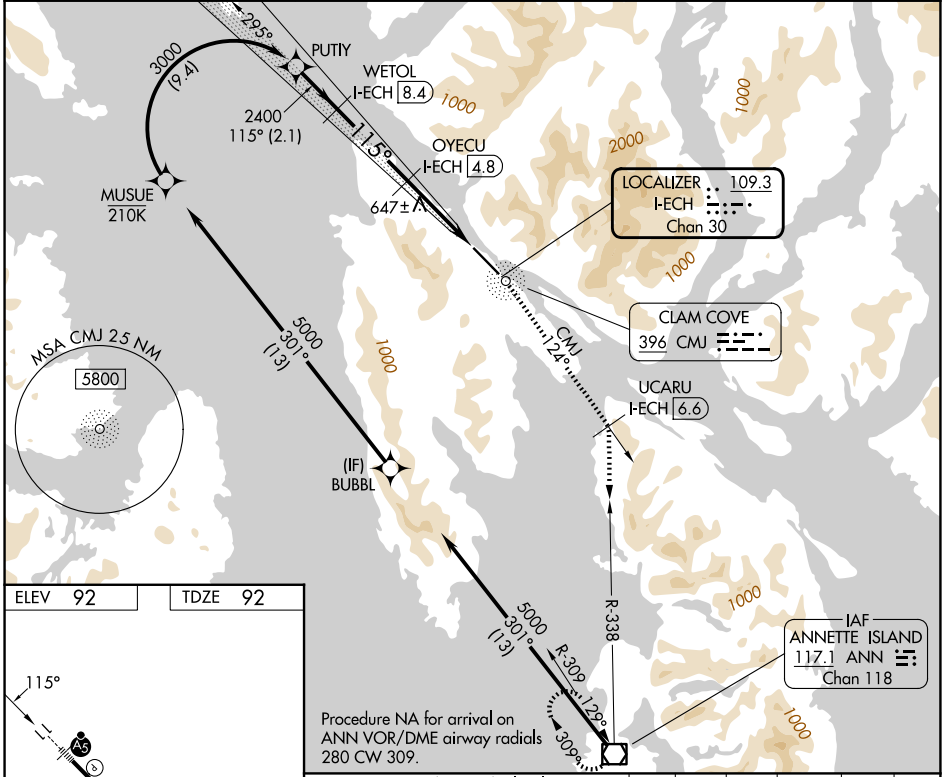 295°
PUTIY
3000
(9.4)
WETOL
I-ECH 8.4
1000
1000
2400
115° (2.1)
115°
OYECU
I-ECH 4.8
2000
MUSUE
210K
647±
LOCALIZER 109.3
I-ECH
Chan 30
1000
CLAM COVE
396 CMJ
CMJ
124°
5000
301°
(13)
1000
MSA CMJ 25 NM
5800
UCARU
I-ECH 6.6
(IF)
BUBBL
ELEV 92
TDZE 92
5000
301°
(13)
R-338
1000
R-309
129°
309°
IAF
ANNETTE ISLAND
117.1 ANN
Chan 118
1000
115°
A5
P
Procedure NA for arrival on
ANN VOR/DME airway radials
280 CW 309.